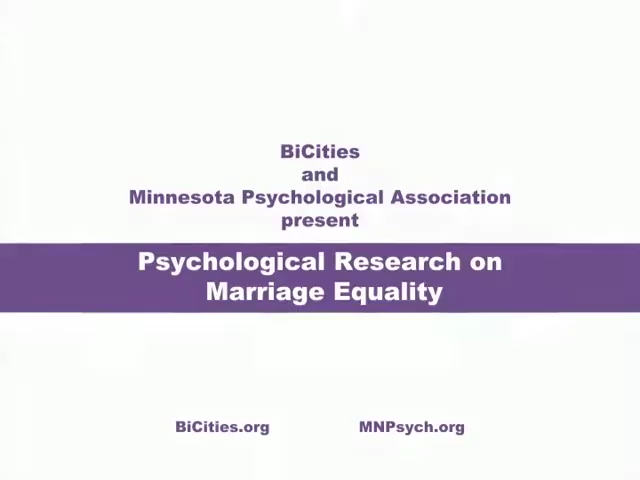 BiCities
and
Minnesota Psychological Association
present
Psychological Research on
Marriage Equality
BiCities.org MNPsych.org